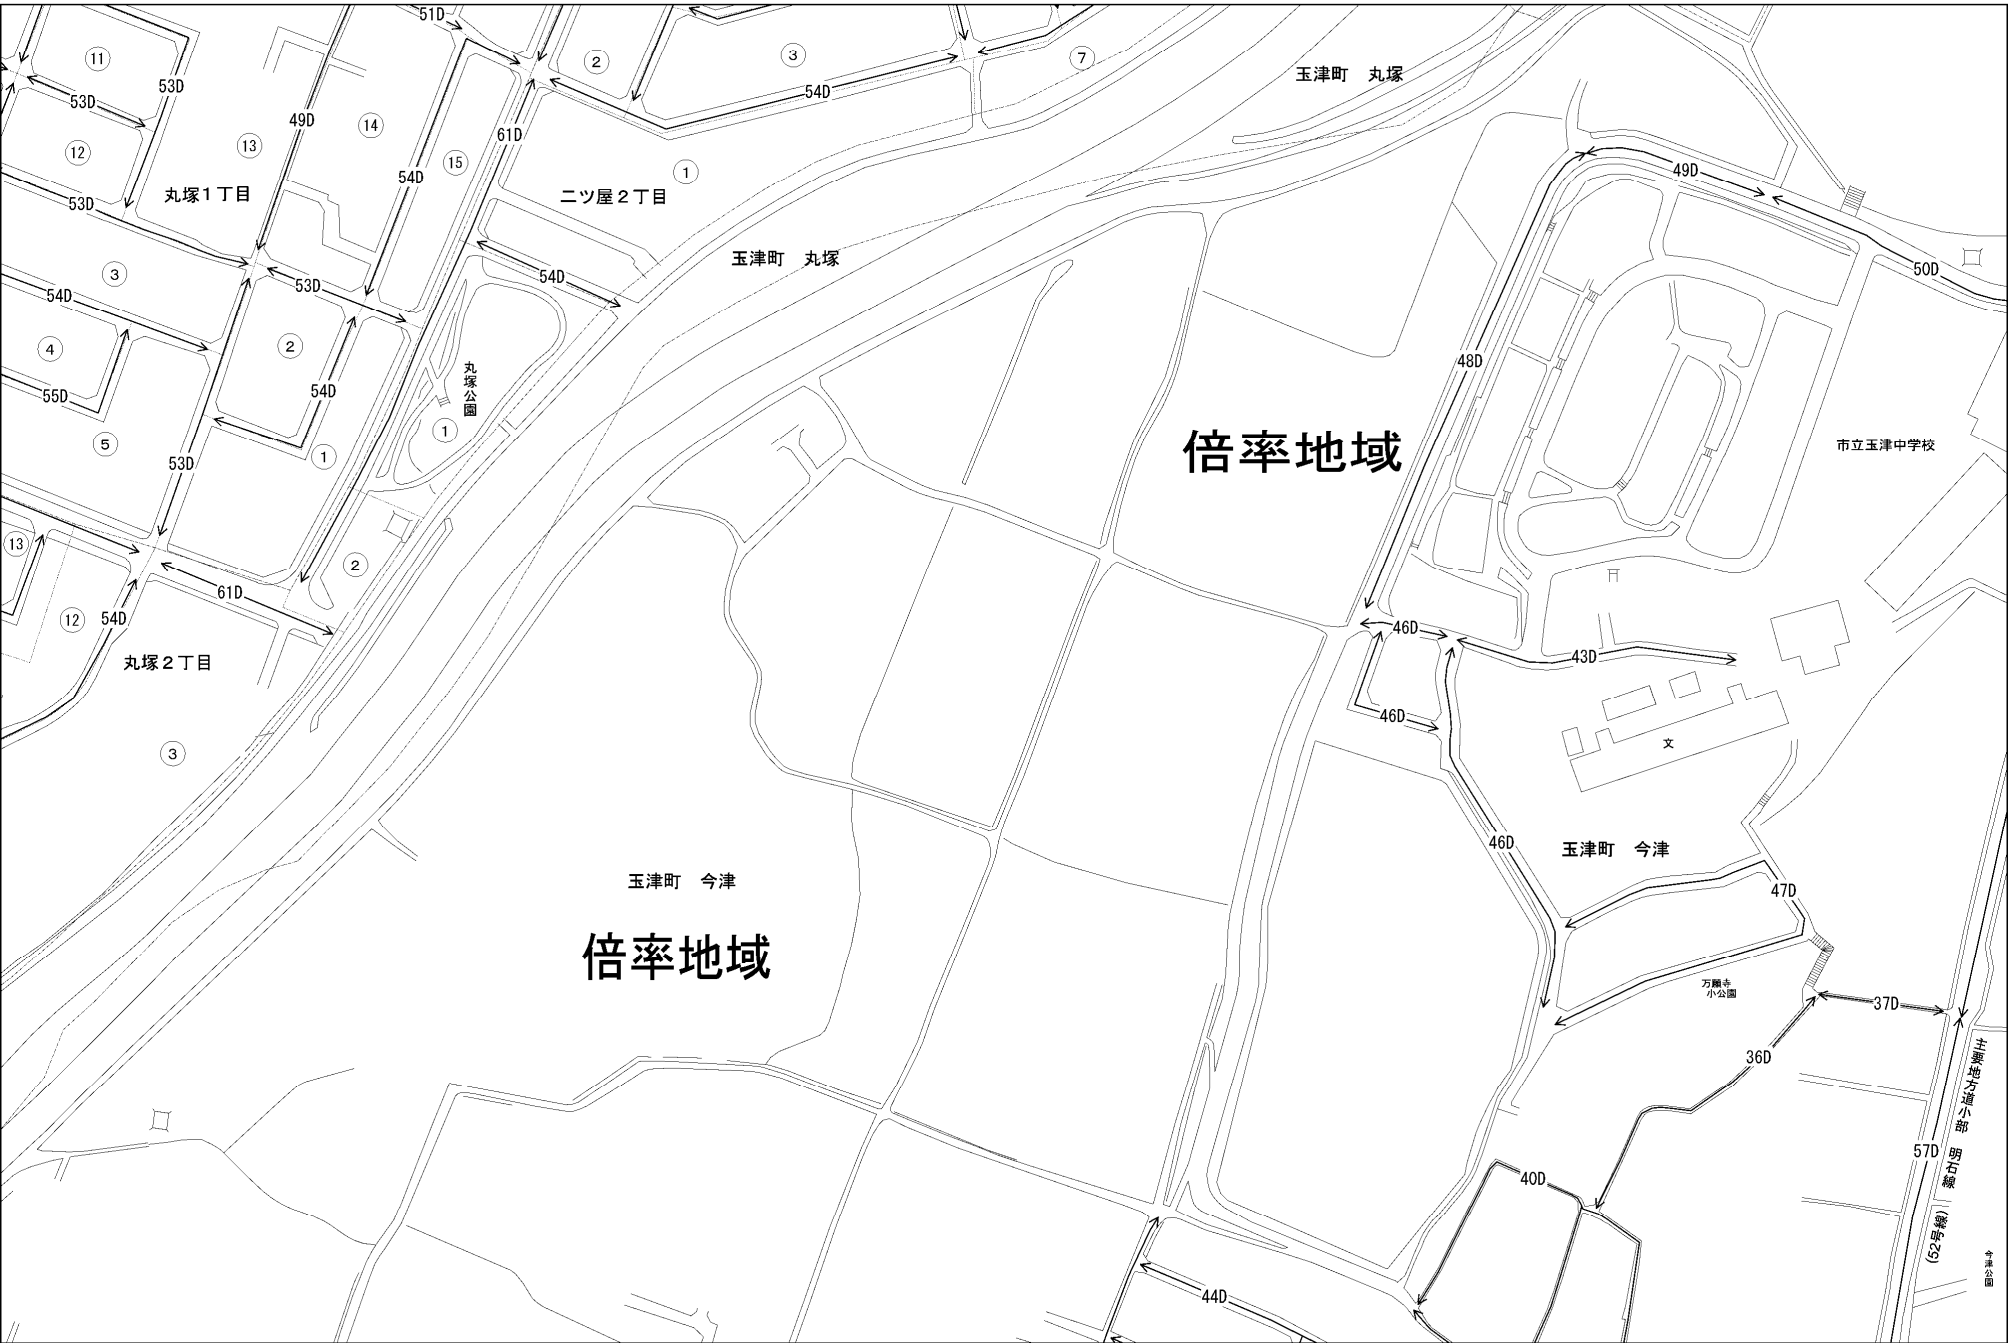 51D
⑪
53D
53D
49D
⑭
⑬
⑫
②
③
⑦
54D
61D
⑮
54D
①
玉津町 丸塚
丸塚1丁目
二ツ屋2丁目
53D
49D
50D
玉津町 丸塚
③
54D
53D
54D
④
②
55D
54D
丸塚公園
①
48D
⑤
53D
①
倍率地域
市立玉津中学校
⑬
②
61D
⑫
54D
丸塚2丁目
③
46D
43D
46D
文
46D
玉津町 今津
玉津町 今津
倍率地域
47D
万願寺
小公園
37D
36D
主要地方道小部 明石線
(52号線)
57D
40D
今津公園
44D